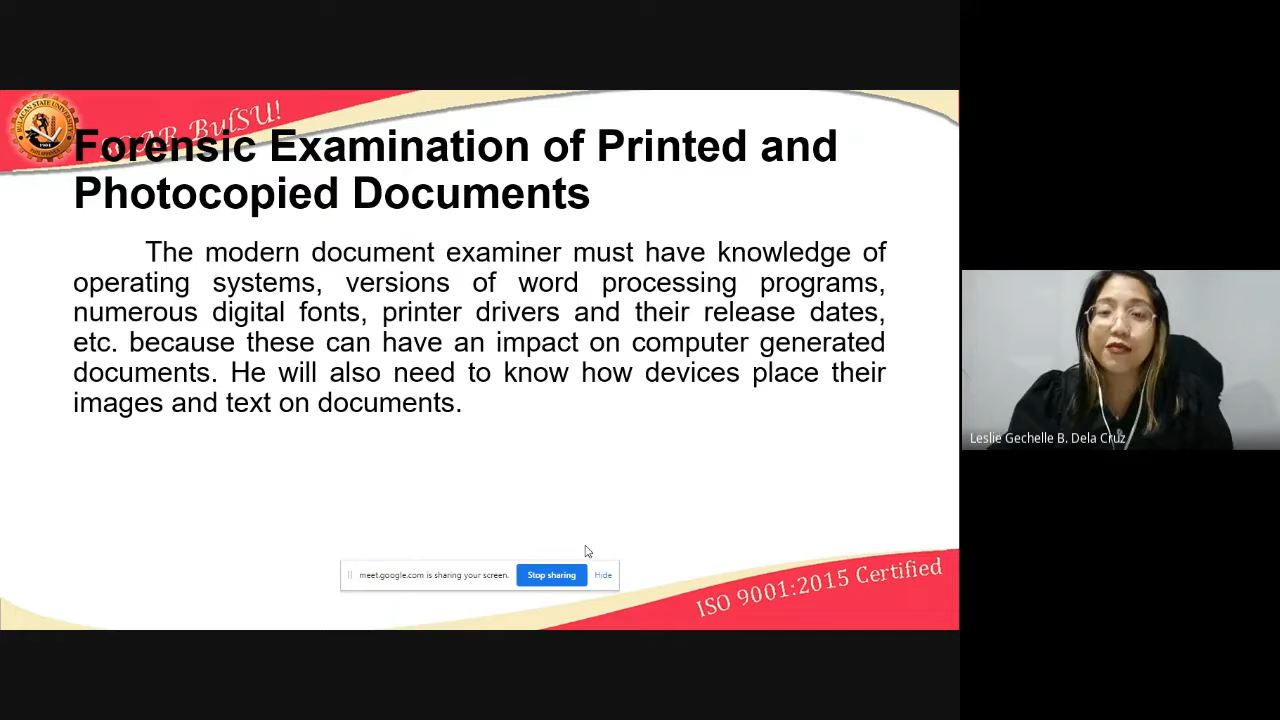 SOAR BulSU!
Forensic Examination of Printed and
Photocopied Documents
The modern document examiner must have knowledge of
operating systems, versions of word processing programs,
numerous digital fonts, printer drivers and their release dates,
etc. because these can have an impact on computer generated
documents. He will also need to know how devices place their
images and text on documents.
Leslie Gechelle B. Dela Cruz
meet.google.com is sharing your screen. Stop sharing Hide
ISO 9001:2015 Certified